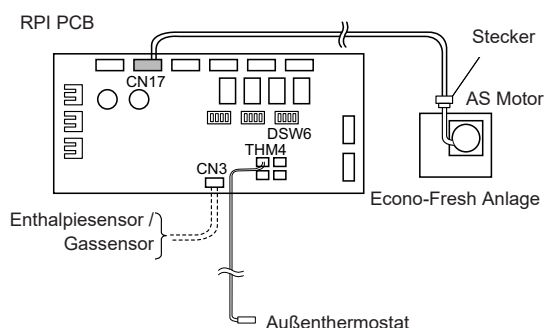 RPI PCB
Stecker
CN17
AS Motor
DSW6
THM4
CN3
Econo-Fresh Anlage
Enthalpiesensor /
Gassensor
Außenthermostat